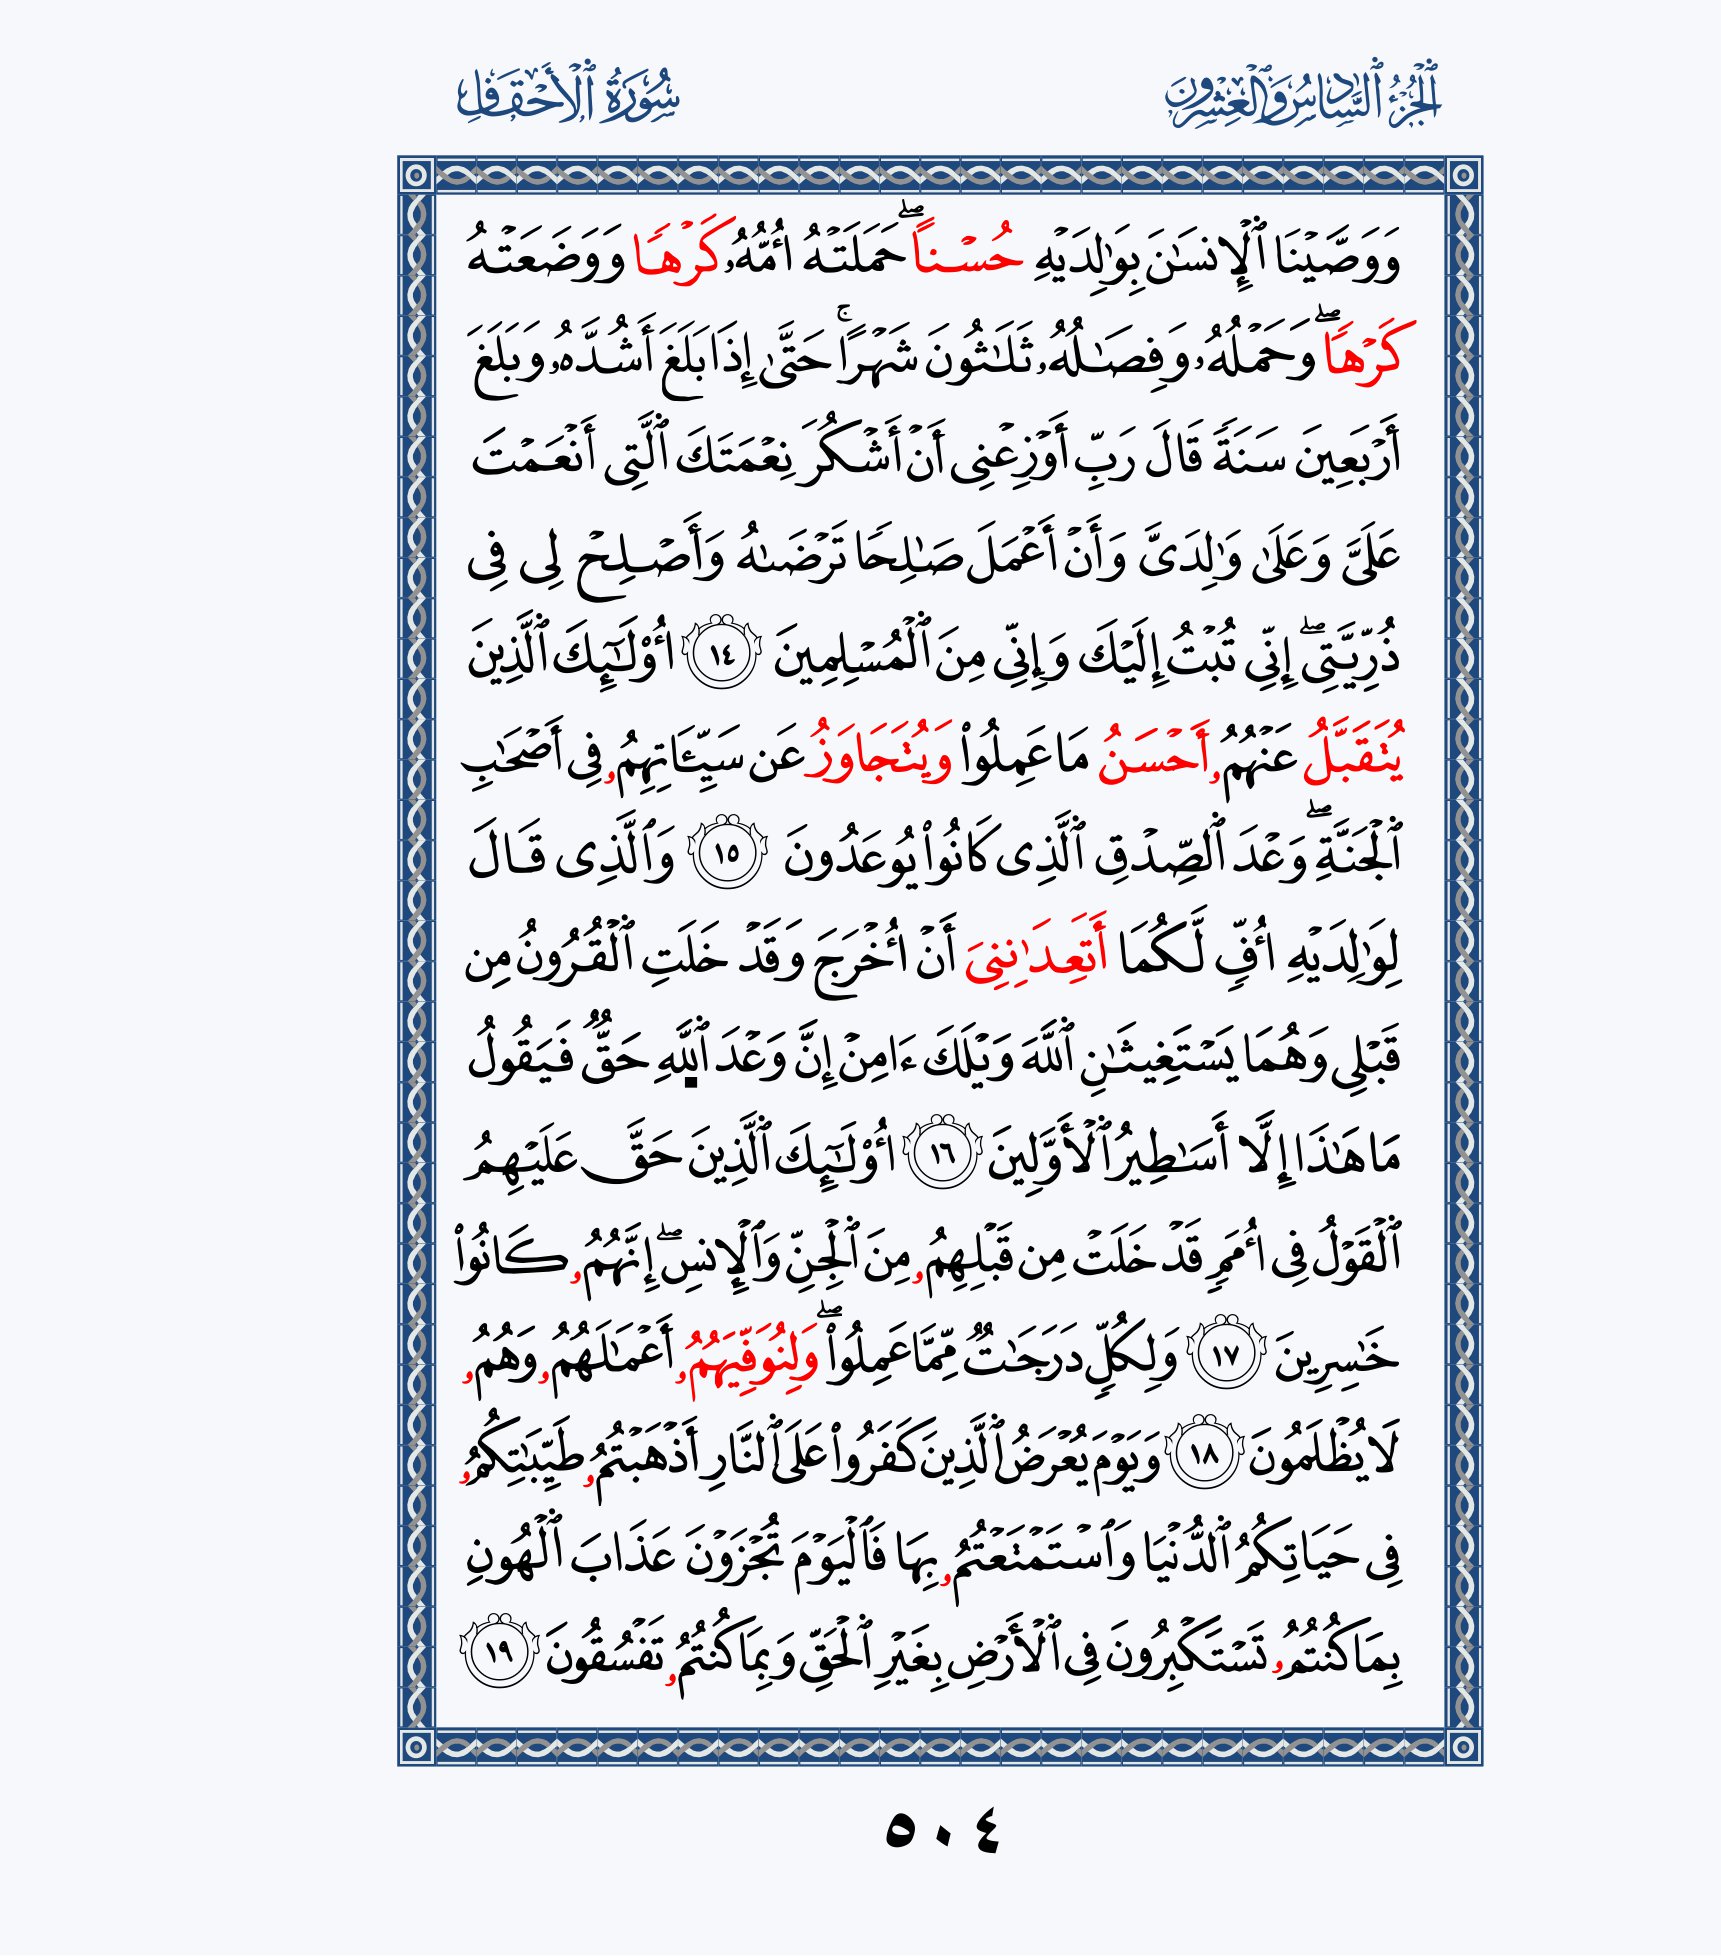 ٱلْجُزْءُ ٱلسَّادِسُ وَٱلْعِشْرُونَ
سُورَةُ ٱلْأَحْقَافِ
وَوَصَّيْنَا ٱلْإِنسَٰنَ بِوَٰلِدَيْهِ حُسْناًۖ حَمَلَتْهُ أُمُّهُۥ كَرْهًا وَوَضَعَتْهُ
كَرْهًاۖ وَحَمْلُهُۥ وَفِصَٰلُهُۥ ثَلَٰثُونَ شَهْرًاۚ حَتَّىٰ إِذَا بَلَغَ أَشُدَّهُۥ وَبَلَغَ
أَرْبَعِينَ سَنَةً قَالَ رَبِّ أَوْزِعْنِى أَنْ أَشْكُرَ نِعْمَتَكَ ٱلَّتِى أَنْعَمْتَ
عَلَىَّ وَعَلَىٰ وَٰلِدَىَّ وَأَنْ أَعْمَلَ صَٰلِحًا تَرْضَىٰهُ وَأَصْلِحْ لِى فِى
ذُرِّيَّتِىۖ إِنِّى تُبْتُ إِلَيْكَ وَإِنِّى مِنَ ٱلْمُسْلِمِينَ ١٤ أُوْلَٰٓئِكَ ٱلَّذِينَ
يُتَقَبَّلُ عَنْهُمُۥ أَحْسَنُ مَا عَمِلُوا۟ وَيُتَجَاوَزُ عَن سَيِّـَٔاتِهِمُۥ فِى أَصْحَٰبِ
ٱلْجَنَّةِۖ وَعْدَ ٱلصِّدْقِ ٱلَّذِى كَانُوا۟ يُوعَدُونَ ١٥ وَٱلَّذِى قَالَ
لِوَٰلِدَيْهِ أُفٍّ لَّكُمَا أَتَعِدَٰنِنِىَ أَنْ أُخْرَجَ وَقَدْ خَلَتِ ٱلْقُرُونُ مِن
قَبْلِى وَهُمَا يَسْتَغِيثَٰنِ ٱللَّهَ وَيْلَكَ ءَامِنْ إِنَّ وَعْدَ ٱللَّهِ حَقٌّ فَيَقُولُ
مَا هَٰذَا إِلَّا أَسَٰطِيرُ ٱلْأَوَّلِينَ ١٦ أُوْلَٰٓئِكَ ٱلَّذِينَ حَقَّ عَلَيْهِمُ
ٱلْقَوْلُ فِى أُمَمٍ قَدْ خَلَتْ مِن قَبْلِهِمُۥ مِنَ ٱلْجِنِّ وَٱلْإِنسِۖ إِنَّهُمُۥ كَانُوا۟
خَٰسِرِينَ ١٧ وَلِكُلٍّ دَرَجَٰتٌ مِّمَّا عَمِلُوا۟ۖ وَلِنُوَفِّيَهُمُۥ أَعْمَٰلَهُمُۥ وَهُمُۥ
لَا يُظْلَمُونَ ١٨ وَيَوْمَ يُعْرَضُ ٱلَّذِينَ كَفَرُوا۟ عَلَى ٱلنَّارِ أَذْهَبْتُمُۥ طَيِّبَٰتِكُمُۥ
فِى حَيَاتِكُمُ ٱلدُّنْيَا وَٱسْتَمْتَعْتُمُۥ بِهَا فَٱلْيَوْمَ تُجْزَوْنَ عَذَابَ ٱلْهُونِ
بِمَا كُنتُمُۥ تَسْتَكْبِرُونَ فِى ٱلْأَرْضِ بِغَيْرِ ٱلْحَقِّ وَبِمَا كُنتُمُۥ تَفْسُقُونَ ١٩
٥٠٤